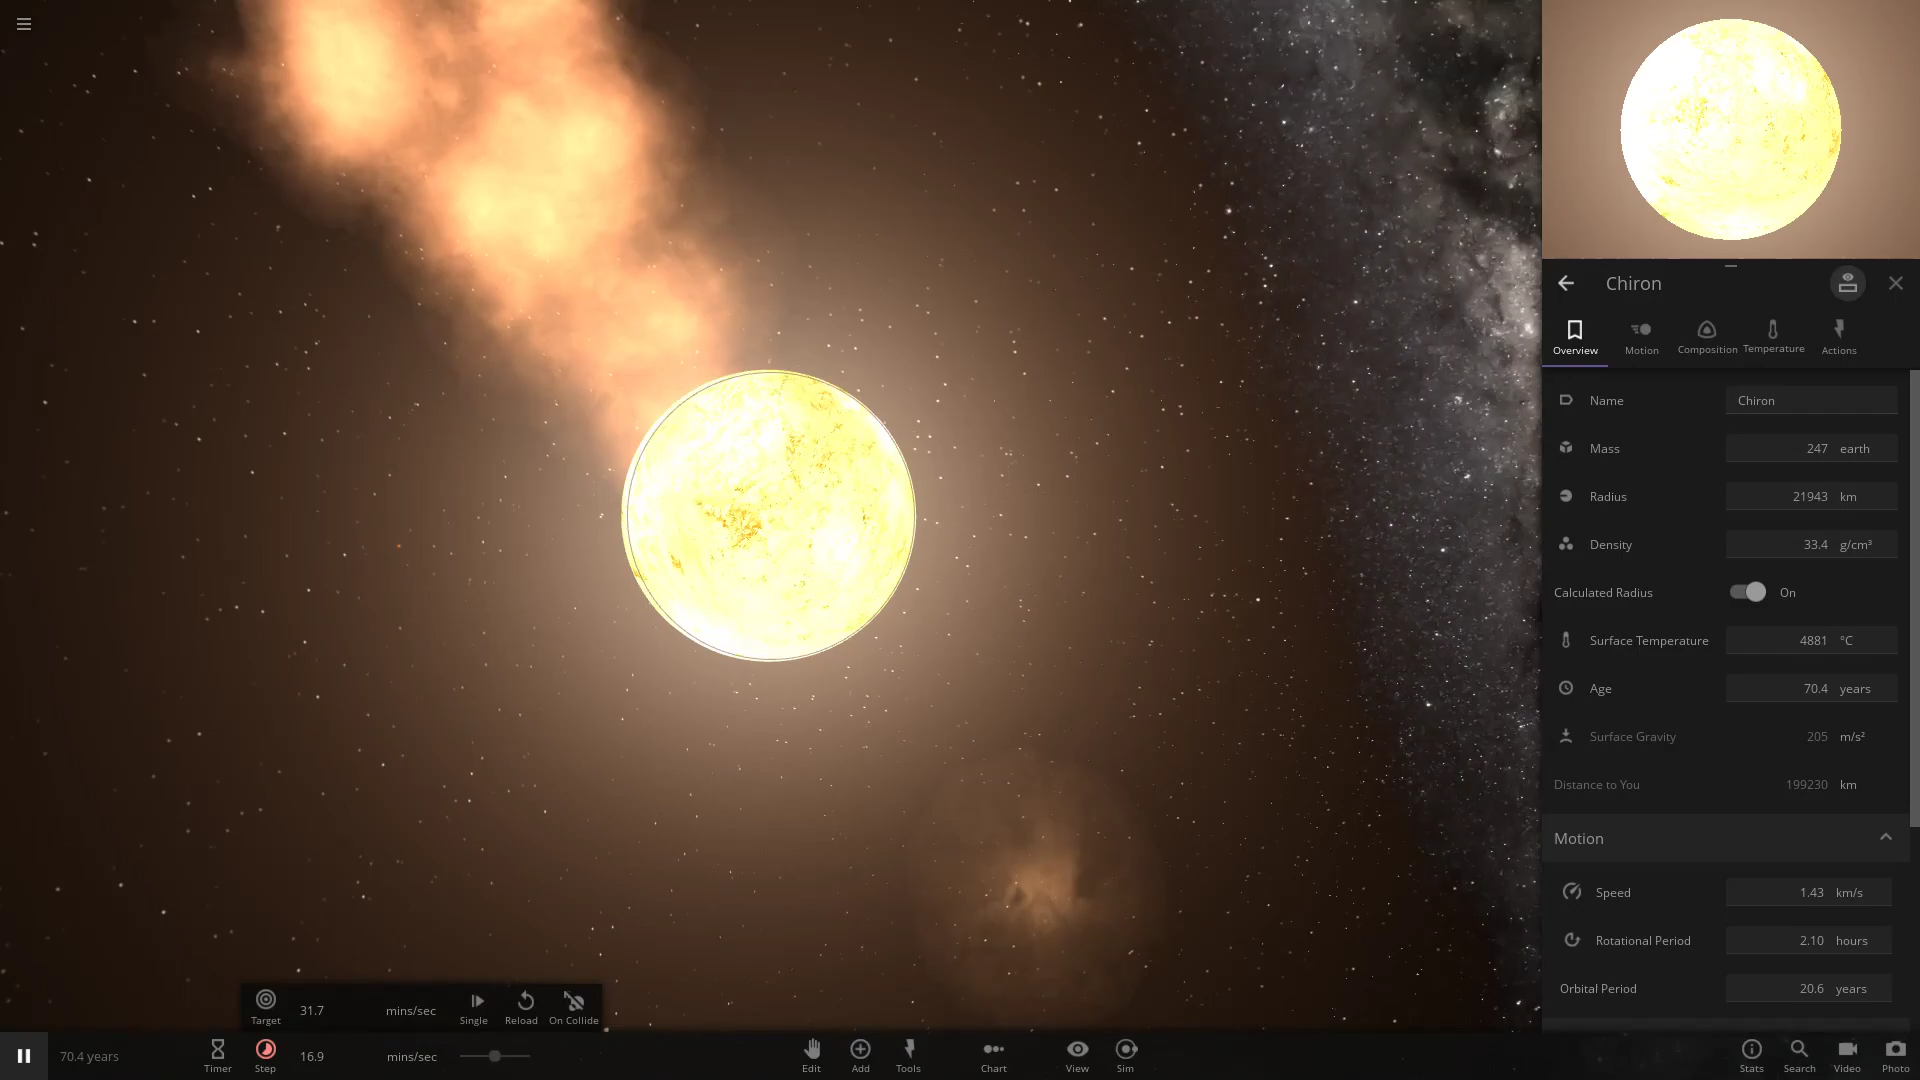 Chiron
Overview
Motion
Composition
Temperature
Actions
Name Chiron
Mass 247 earth
Radius 21943 km
Density 33.4 g/cm³
Calculated Radius On
Surface Temperature 4881 °C
Age 70.4 years
Surface Gravity 205 m/s²
Distance to You 199230 km
Motion
Speed 1.43 km/s
Rotational Period 2.10 hours
Orbital Period 20.6 years
Target 31.7 mins/sec Single Reload On Collide
70.4 years Timer Step 16.9 mins/sec Edit Add Tools Chart View Sim Stats Search Video Photo